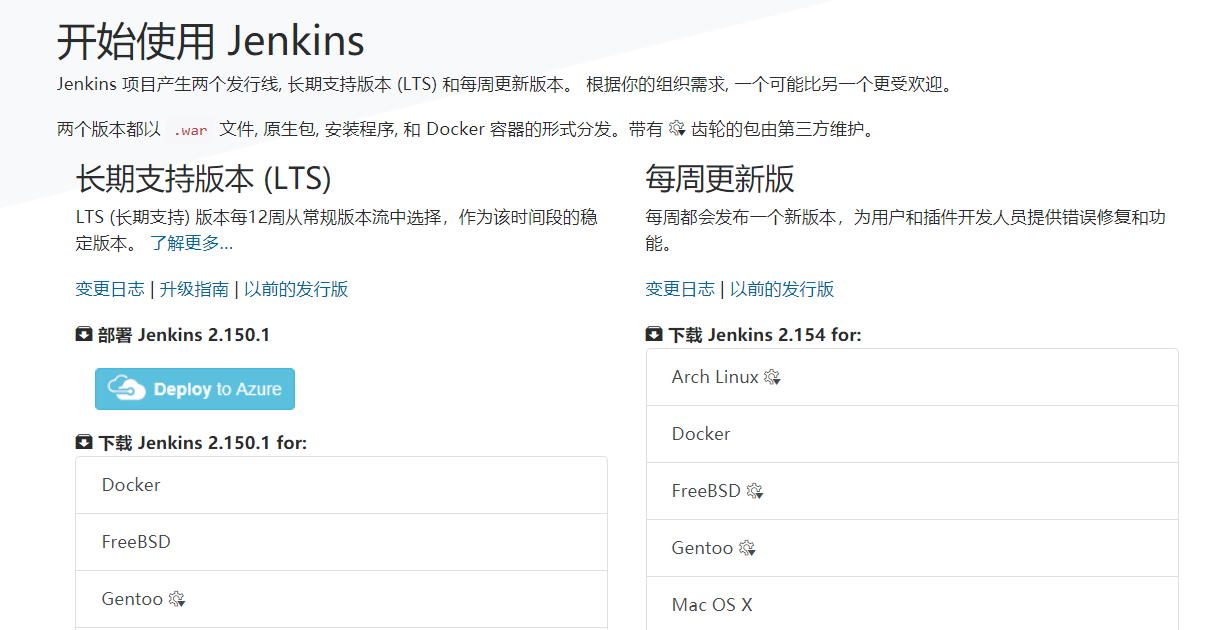 开始使用 Jenkins
Jenkins 项目产生两个发行线, 长期支持版本 (LTS) 和每周更新版本。 根据你的组织需求, 一个可能比另一个更受欢迎。
两个版本都以 .war 文件, 原生包, 安装程序, 和 Docker 容器的形式分发。带有 齿轮的包由第三方维护。
长期支持版本 (LTS)
LTS (长期支持) 版本每12周从常规版本流中选择，作为该时间段的稳
定版本。 了解更多...
变更日志 | 升级指南 | 以前的发行版
部署 Jenkins 2.150.1
Deploy to Azure
下载 Jenkins 2.150.1 for:
Docker
FreeBSD
Gentoo
每周更新版
每周都会发布一个新版本，为用户和插件开发人员提供错误修复和功
能。
变更日志 | 以前的发行版
下载 Jenkins 2.154 for:
Arch Linux
Docker
FreeBSD
Gentoo
Mac OS X